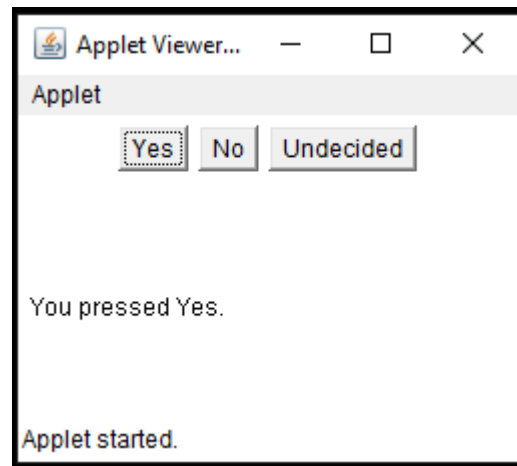 Applet Viewer...
Applet
Yes No Undecided
You pressed Yes.
Applet started.